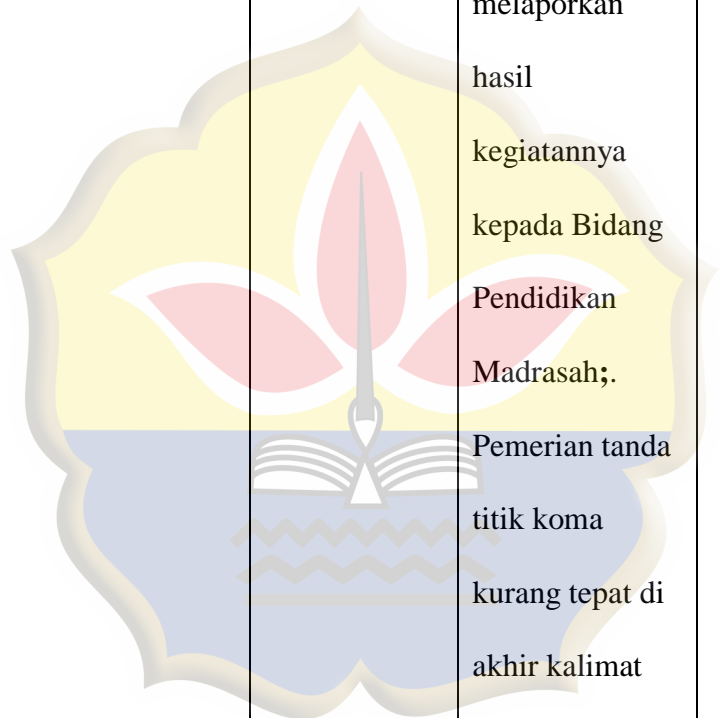 melaporkan
hasil
kegiatannya
kepada Bidang
Pendidikan
Madrasah;.
Pemerian tanda
titik koma
kurang tepat di
akhir kalimat